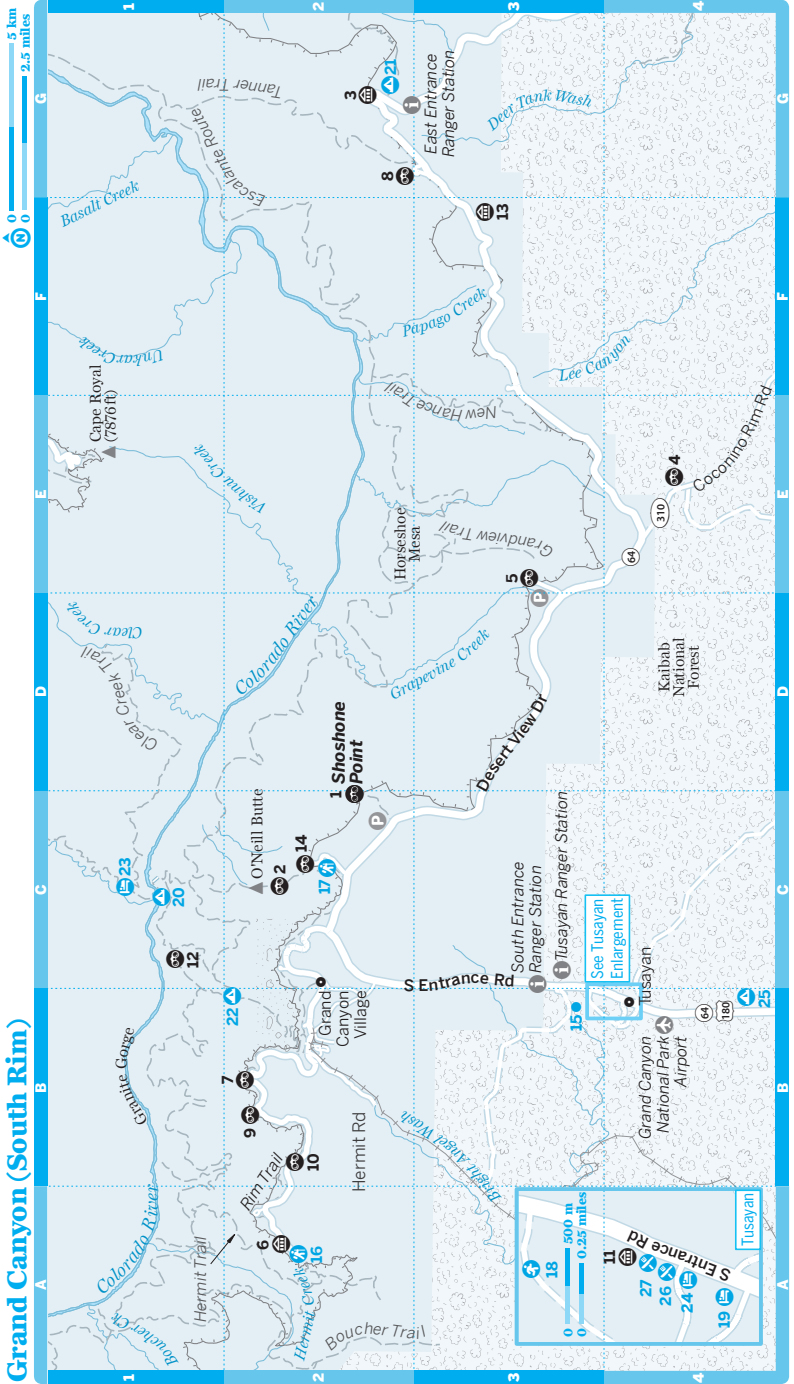 Grand Canyon (South Rim)
N
0
5 km
0
2.5 miles
A
B
C
D
E
F
G
1
2
3
4
Colorado River
Boucher Ck
Hermit Trail
Hermit Creek
Boucher Trail
Rim Trail
6
16
Granite Gorge
7
9
10
Hermit Rd
Bright Angel Wash
22
12
20
23
Grand
Canyon
Village
O'Neill Butte
2
14
17
P
1
Shoshone
Point
Clear Creek Trail
Clear Creek
Colorado River
Grapevine Creek
Desert View Dr
Cape Royal
(7876ft)
Vishnu Creek
Horseshoe
Mesa
Grandview Trail
5
P
64
310
4
Coconino Rim Rd
Unkar Creek
Basalt Creek
Escalante Route
Tanner Trail
Papago Creek
New Hance Trail
Lee Canyon
3
21
East Entrance
Ranger Station
8
13
Deer Tank Wash
Kaibab
National
Forest
S Entrance Rd
South Entrance
Ranger Station
Tusayan Ranger Station
See Tusayan
Enlargement
15
Tusayan
Grand Canyon
National Park
Airport
64
180
25
18
0
500 m
0
0.25 miles
11
27
26
24
19
S Entrance Rd
Tusayan
A
B
C
D
E
F
G
1
2
3
4